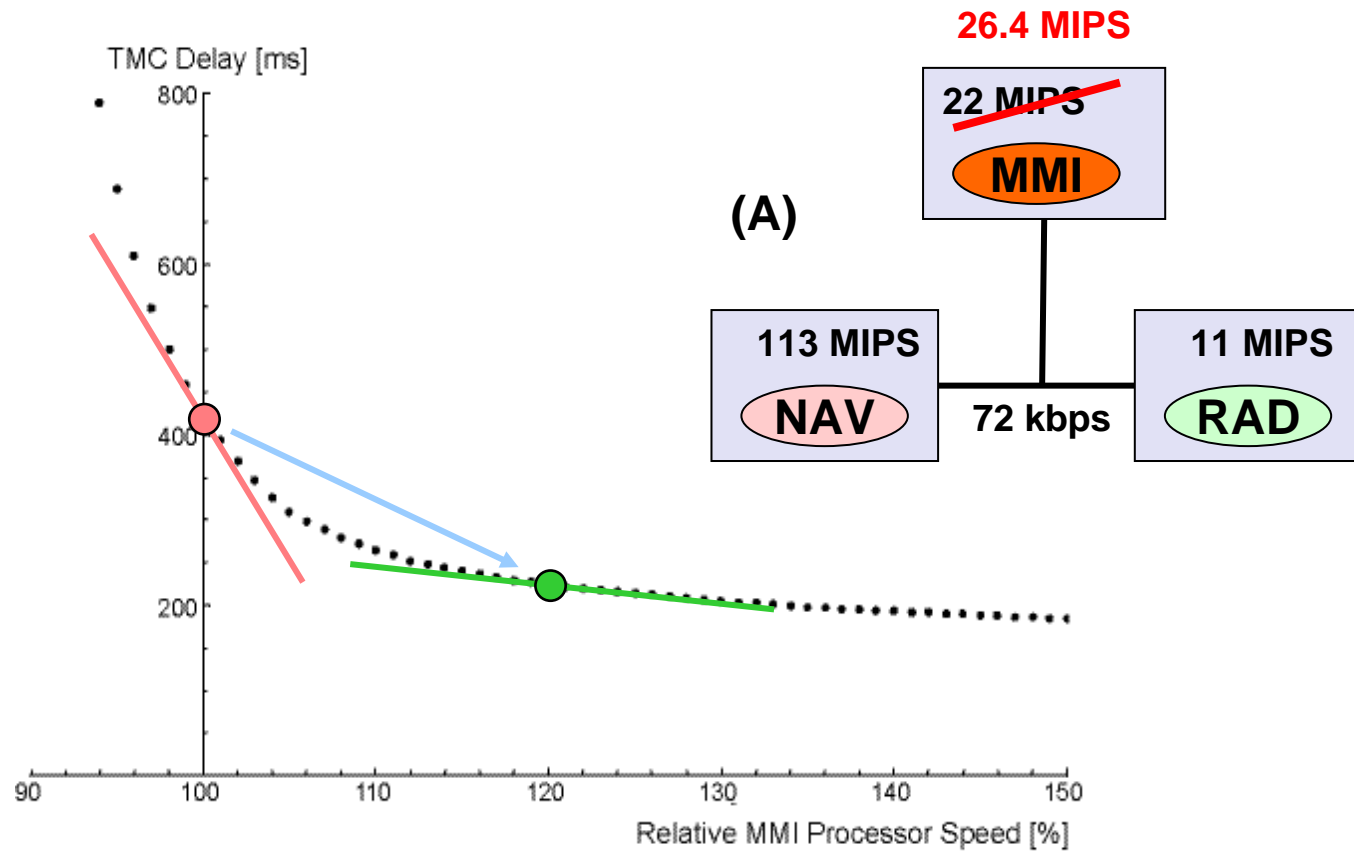 26.4 MIPS
TMC Delay [ms]
22 MIPS
MMI
(A)
113 MIPS
NAV
72 kbps
11 MIPS
RAD
800
600
400
200
90 100 110 120 130 140 150
Relative MMI Processor Speed [%]